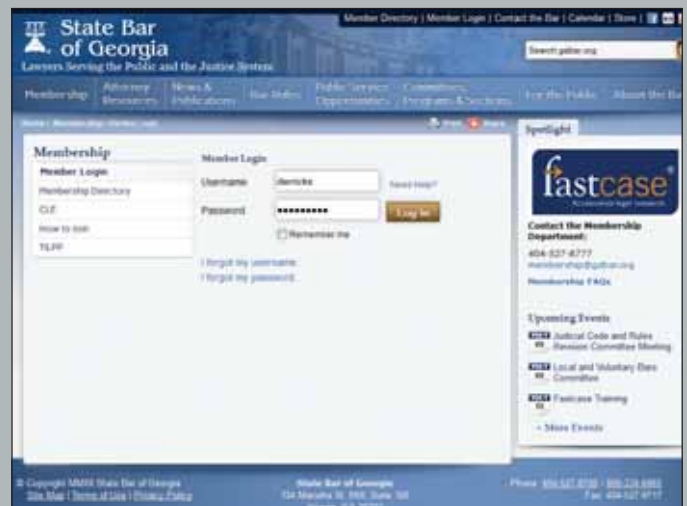 Member Directory | Member Login | Contact the Bar | Calendar | Store |
State Bar
of Georgia
Lawyers Serving the Public and the Justice System
Search gabar.org
Membership
Attorney Resources
News & Publications
Bar Rules
Public Service Opportunities
Committees, Programs & Sections
For the Public
About the Ba
Print Share
Membership
Member Login
Membership Directory
CLE
How to Join
TILPP
Member Login
Username
derricks
Need Help?
Password
•••••••••
Log in
Remember me
I forgot my username.
I forgot my password.
Spotlight
fastcase®
Contact the Membership
Department:
404-527-8777
membership@gabar.org
Membership FAQs
Upcoming Events
Judicial Code and Rules
Revision Committee Meeting
Local and Voluntary Bars
Committee
Fastcase Training
+ More Events
State Bar of Georgia
Site Map | Terms of Use | Privacy Policy
State Bar of Georgia